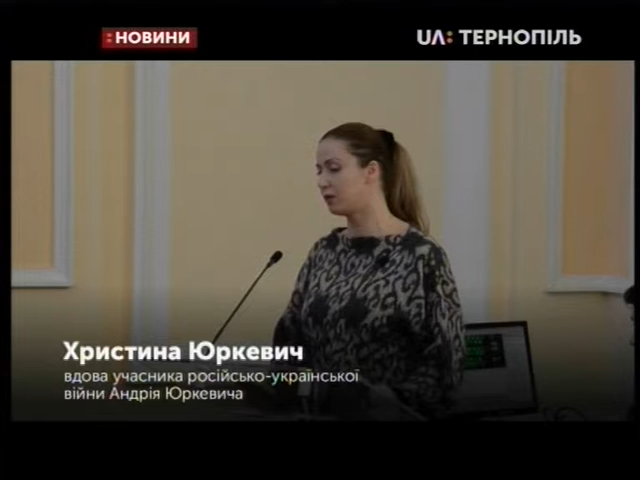 :НОВИНИ
UA: ТЕРНОПІЛЬ
Христина Юркевич
вдова учасника російсько-української
війни Андрія Юркевича